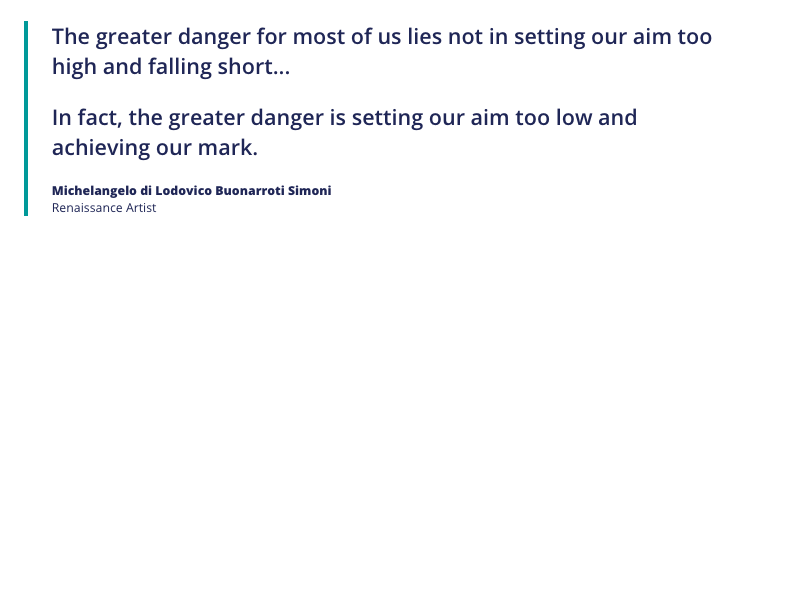 The greater danger for most of us lies not in setting our aim too
high and falling short...
In fact, the greater danger is setting our aim too low and
achieving our mark.
Michelangelo di Lodovico Buonarroti Simoni
Renaissance Artist